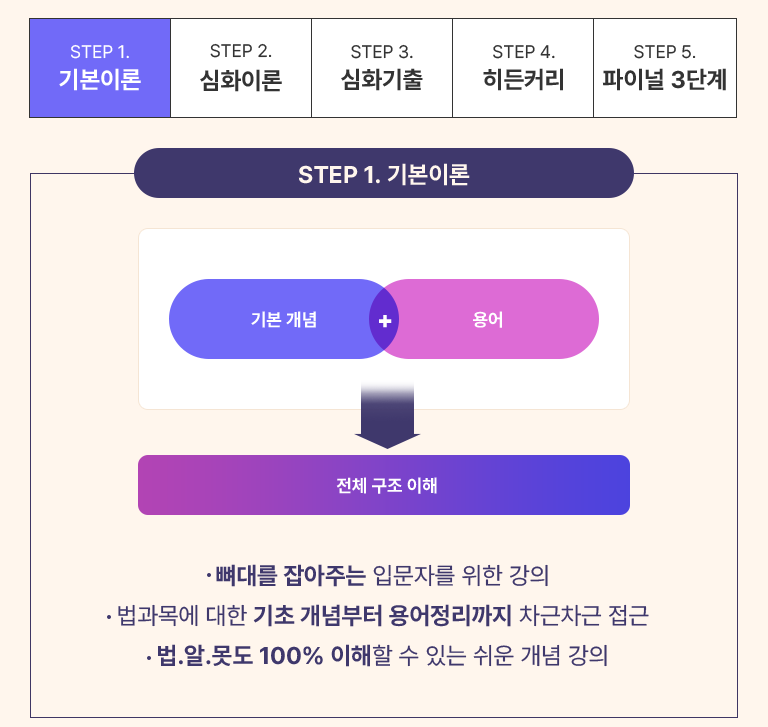 STEP 1.
기본이론
STEP 2.
심화이론
STEP 3.
심화기출
STEP 4.
히든커리
STEP 5.
파이널 3단계
STEP 1. 기본이론
기본 개념
+
용어
전체 구조 이해
· 뼈대를 잡아주는 입문자를 위한 강의
· 법과목에 대한 기초 개념부터 용어정리까지 차근차근 접근
· 법.알.못도 100% 이해할 수 있는 쉬운 개념 강의